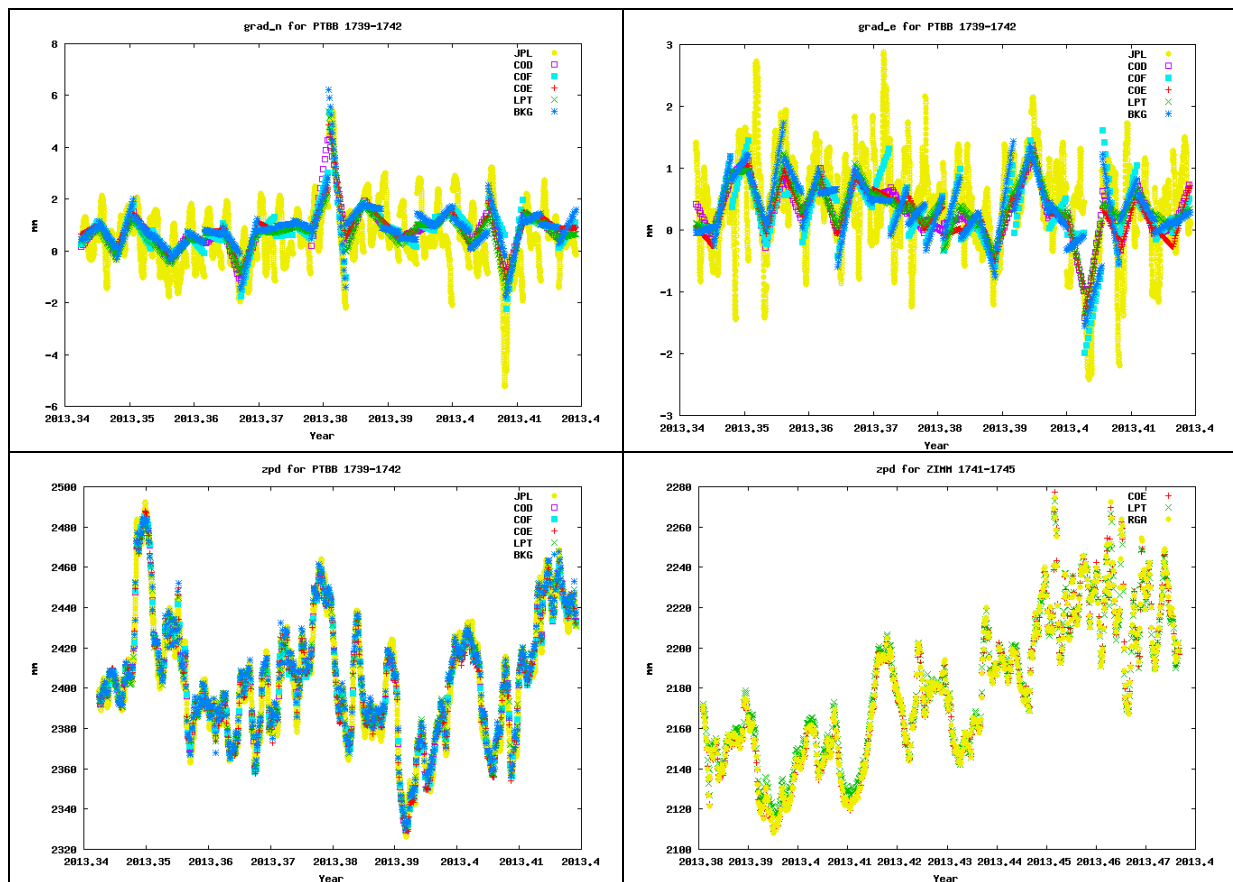 grad_n for PTBB 1739-1742
8
6
4
2
0
-2
-4
-6
mm
JPL
COD
COF
COE
LPT
BKG
2013.34 2013.35 2013.36 2013.37 2013.38 2013.39 2013.4 2013.41 2013.4
Year
grad_e for PTBB 1739-1742
3
2
1
0
-1
-2
-3
mm
JPL
COD
COF
COE
LPT
BKG
2013.34 2013.35 2013.36 2013.37 2013.38 2013.39 2013.4 2013.41 2013.4
Year
zpd for PTBB 1739-1742
2500
2480
2460
2440
2420
2400
2380
2360
2340
2320
mm
JPL
COD
COF
COE
LPT
BKG
2013.34 2013.35 2013.36 2013.37 2013.38 2013.39 2013.4 2013.41 2013.4
Year
zpd for ZIMM 1741-1745
2280
2260
2240
2220
2200
2180
2160
2140
2120
2100
mm
COE
LPT
RGA
2013.38 2013.39 2013.4 2013.41 2013.42 2013.43 2013.44 2013.45 2013.46 2013.47 2013.4
Year